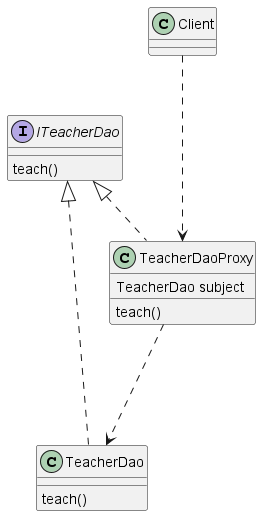 C Client
I ITeacherDao
teach()
C TeacherDaoProxy
TeacherDao subject
teach()
C TeacherDao
teach()